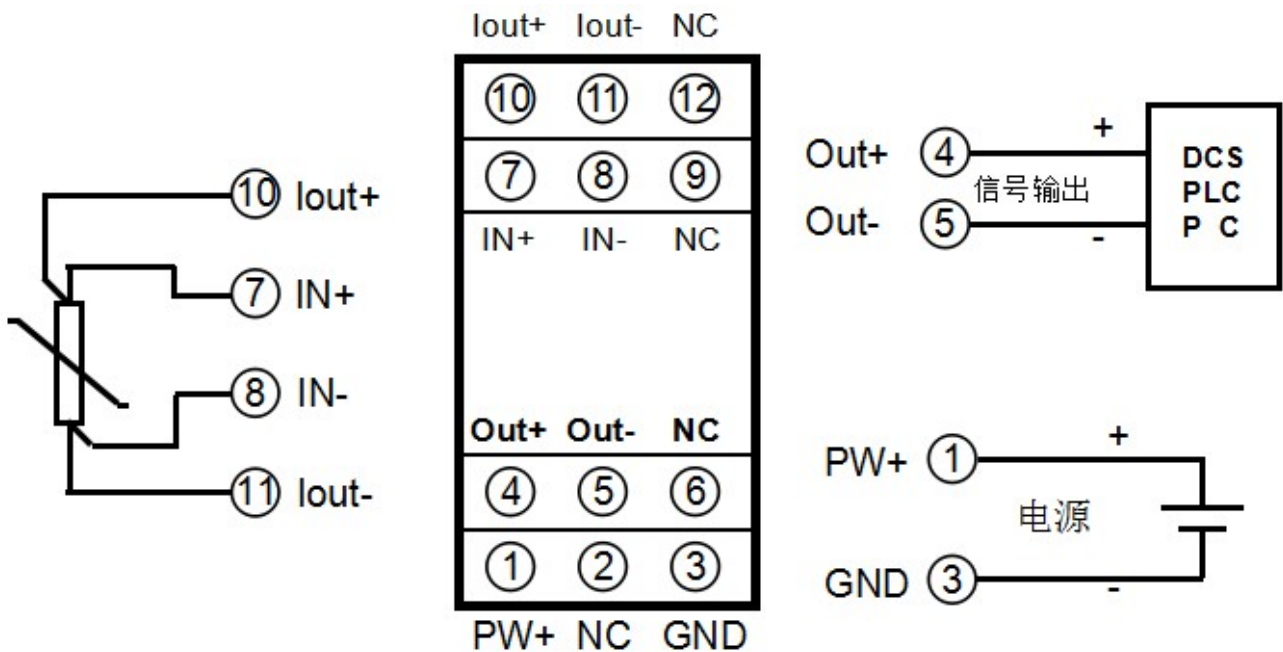 Iout+ Iout- NC
⑩ ⑪ ⑫
⑦ ⑧ ⑨
IN+ IN- NC
Out+ Out- NC
④ ⑤ ⑥
① ② ③
PW+ NC GND
⑩ Iout+
⑦ IN+
⑧ IN-
⑪ Iout-
Out+ ④ +
信号输出
Out- ⑤ -
DCS
PLC
P C
PW+ ① +
电源
GND ③ -